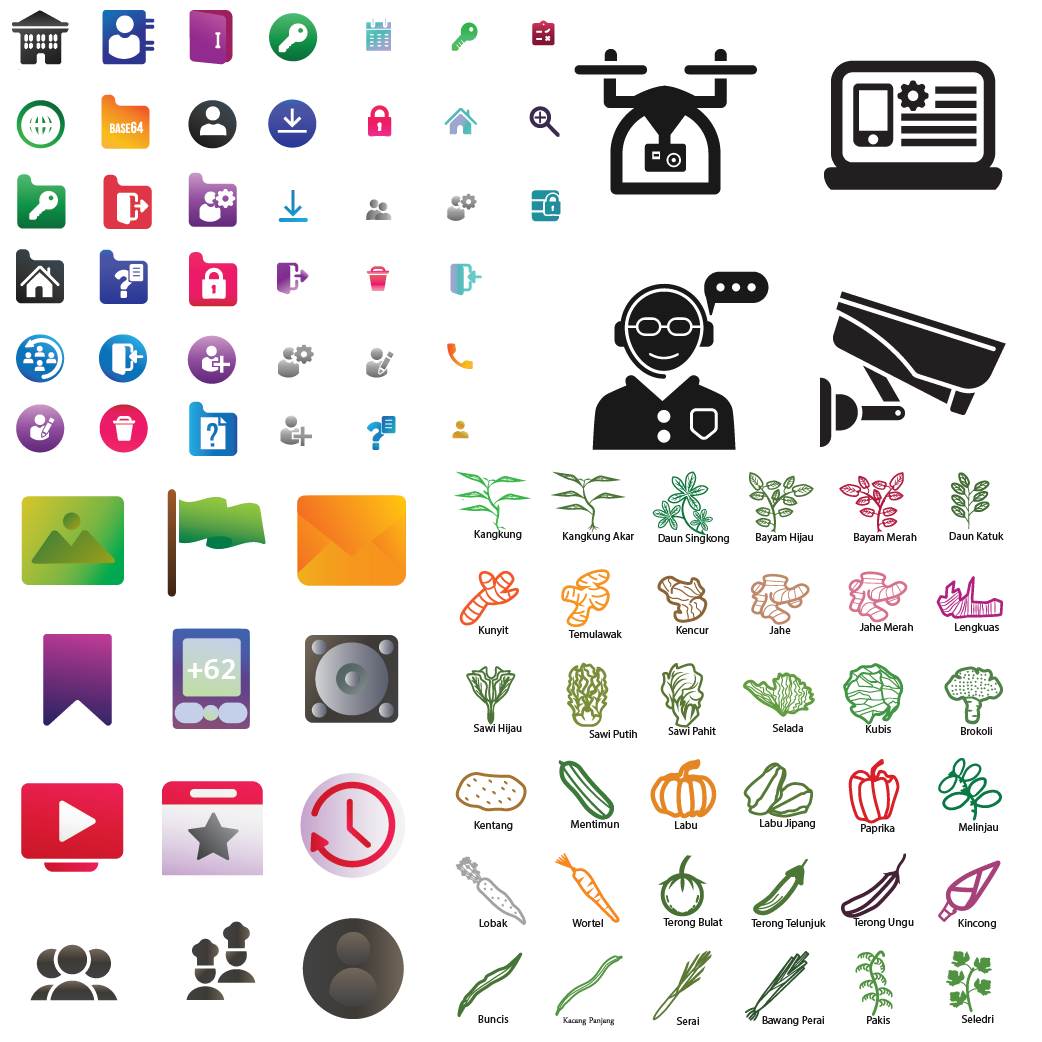 BASE64
?
?
?
+62
Kangkung
Kangkung Akar
Daun Singkong
Bayam Hijau
Bayam Merah
Daun Katuk
Kunyit
Temulawak
Kencur
Jahe
Jahe Merah
Lengkuas
Sawi Hijau
Sawi Putih
Sawi Pahit
Selada
Kubis
Brokoli
Kentang
Mentimun
Labu
Labu Jipang
Paprika
Melinjau
Lobak
Wortel
Terong Bulat
Terong Telunjuk
Terong Ungu
Kincong
Buncis
Kacang Panjang
Serai
Bawang Perai
Pakis
Seledri